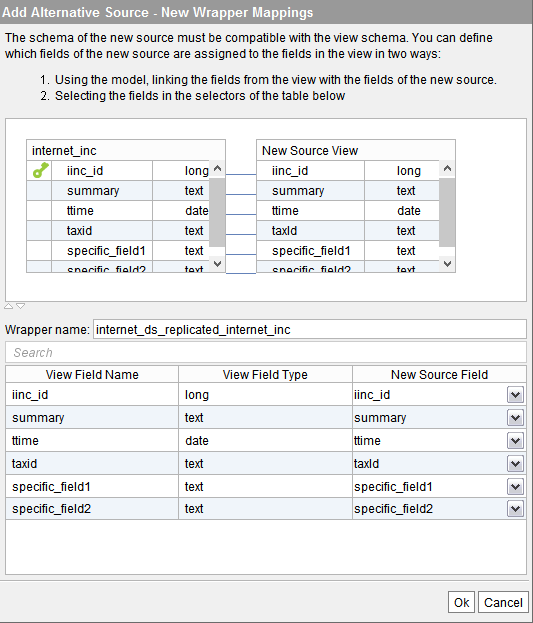 Add Alternative Source - New Wrapper Mappings
The schema of the new source must be compatible with the view schema. You can define
which fields of the new source are assigned to the fields in the view in two ways:
1. Using the model, linking the fields from the view with the fields of the new source.
2. Selecting the fields in the selectors of the table below
internet_inc New Source View
iinc_id long iinc_id long
summary text summary text
ttime date ttime date
taxid text taxId text
specific_field1 text specific_field1 text
specific_field2 text specific_field2 text
Wrapper name: internet_ds_replicated_internet_inc
Search
View Field Name View Field Type New Source Field
iinc_id long iinc_id
summary text summary
ttime date ttime
taxid text taxId
specific_field1 text specific_field1
specific_field2 text specific_field2
Ok Cancel